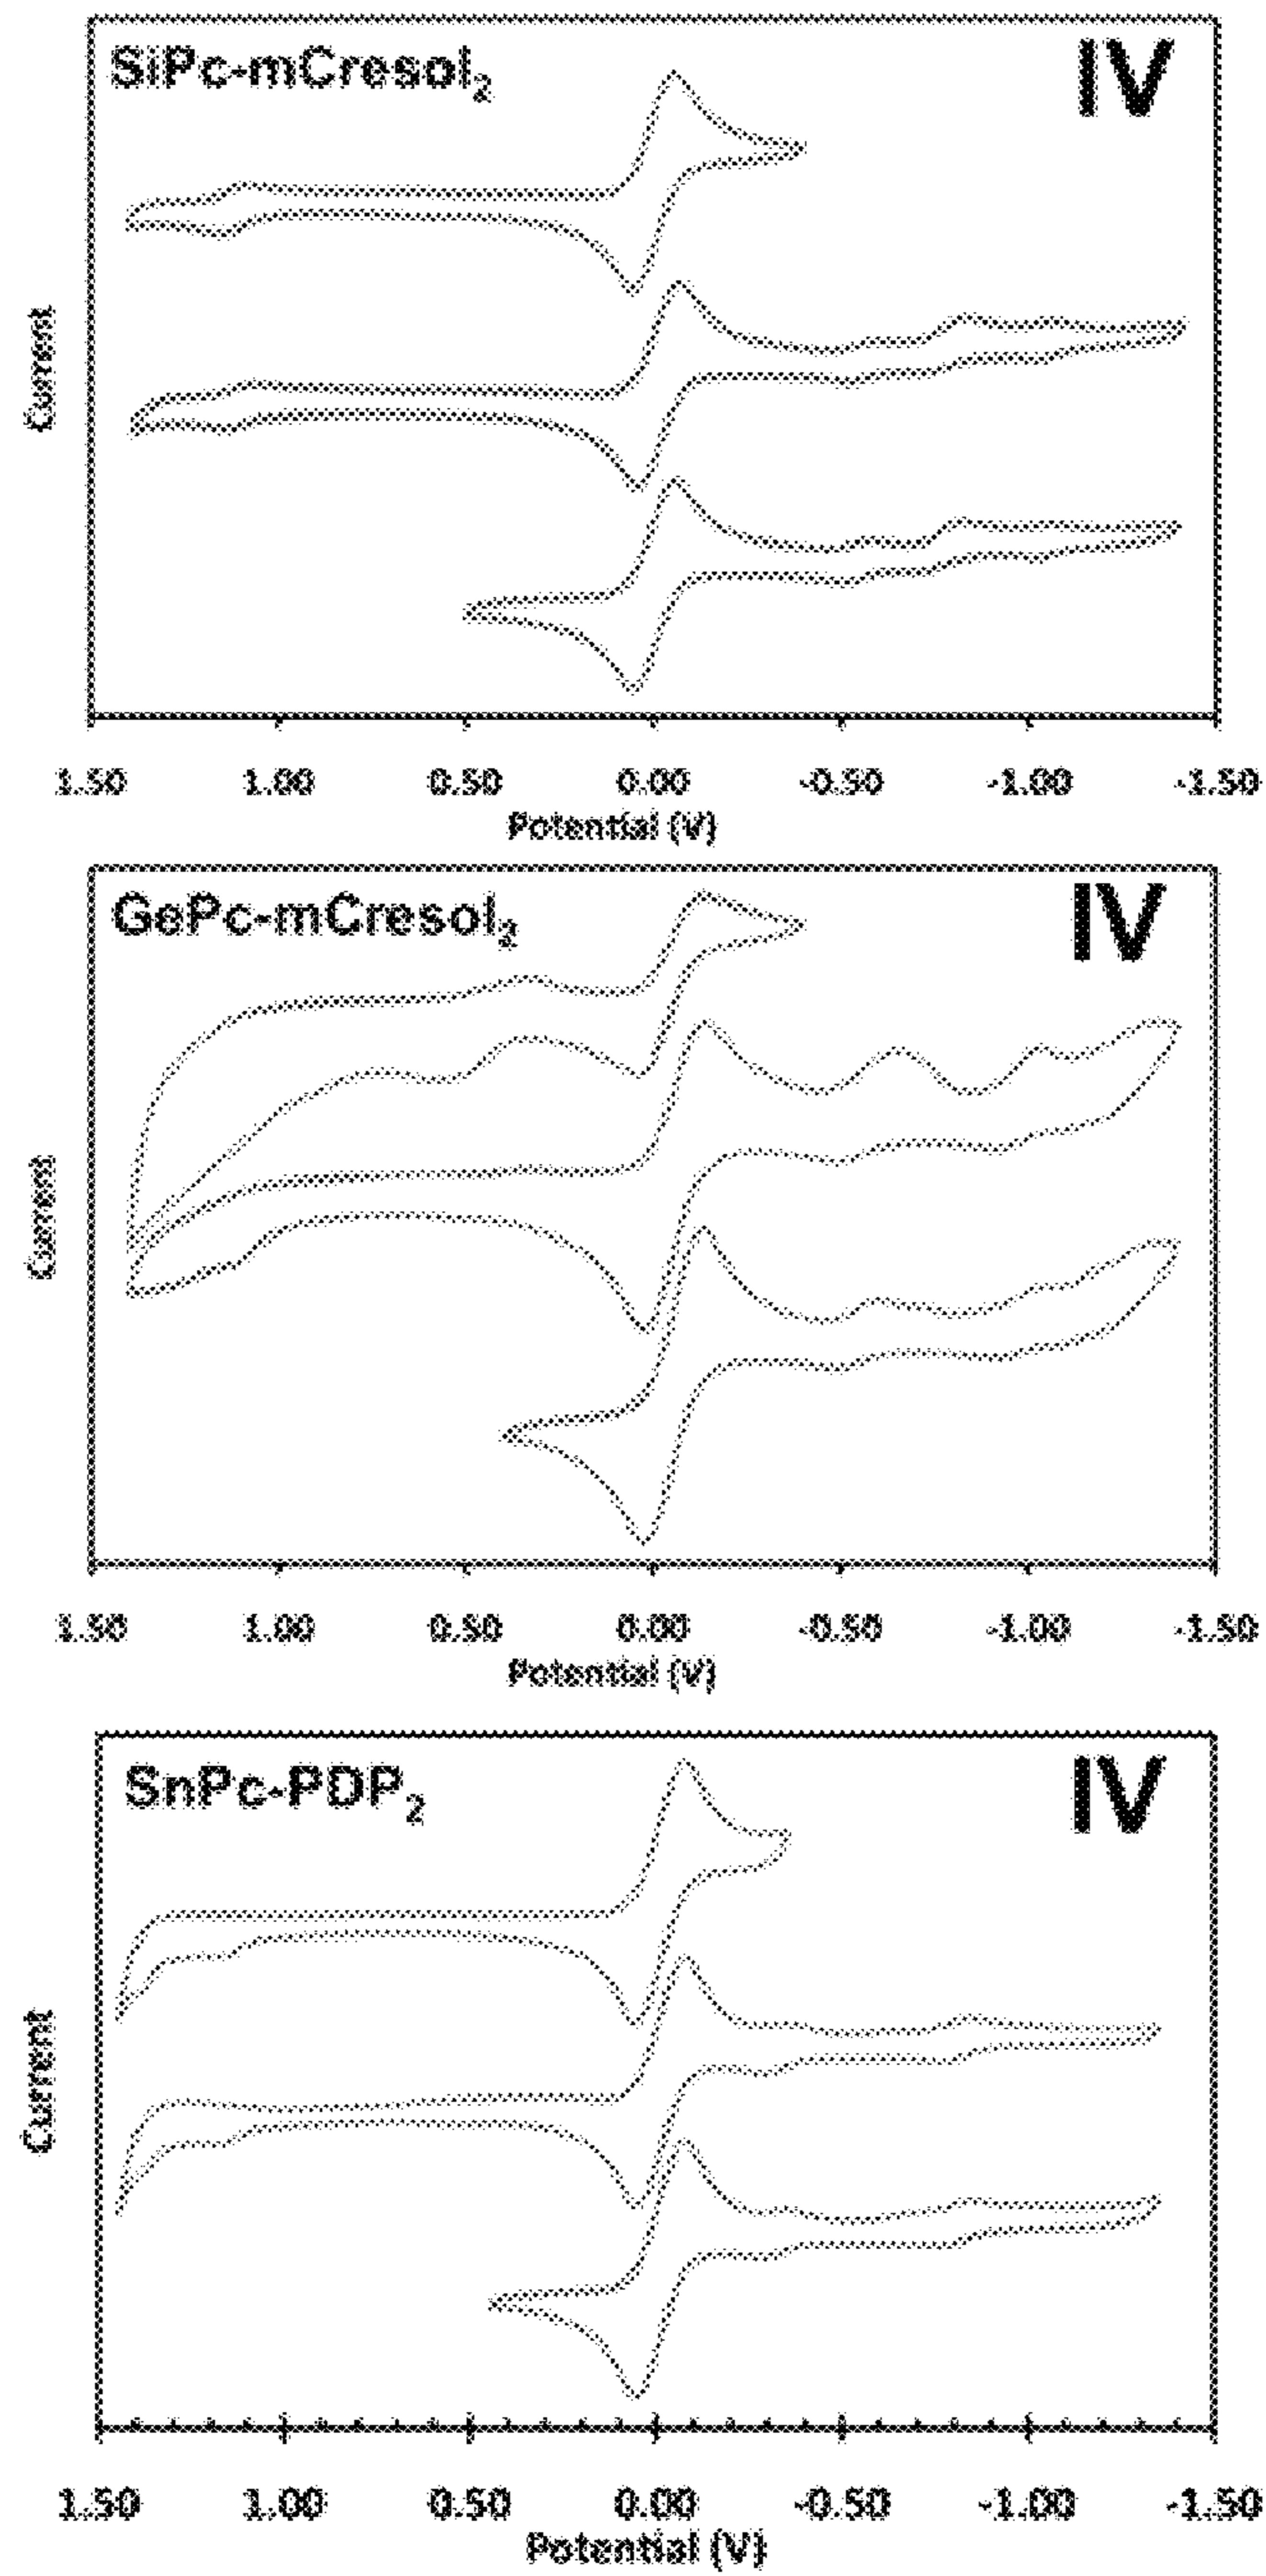 SiPc-mCresol₂ IV
Current
1.50 1.00 0.50 0.00 -0.50 -1.00 -1.50
Potential (V)
GePc-mCresol₂ IV
Current
1.50 1.00 0.50 0.00 -0.50 -1.00 -1.50
Potential (V)
SnPc-PDP₂ IV
Current
1.50 1.00 0.50 0.00 -0.50 -1.00 -1.50
Potential (V)